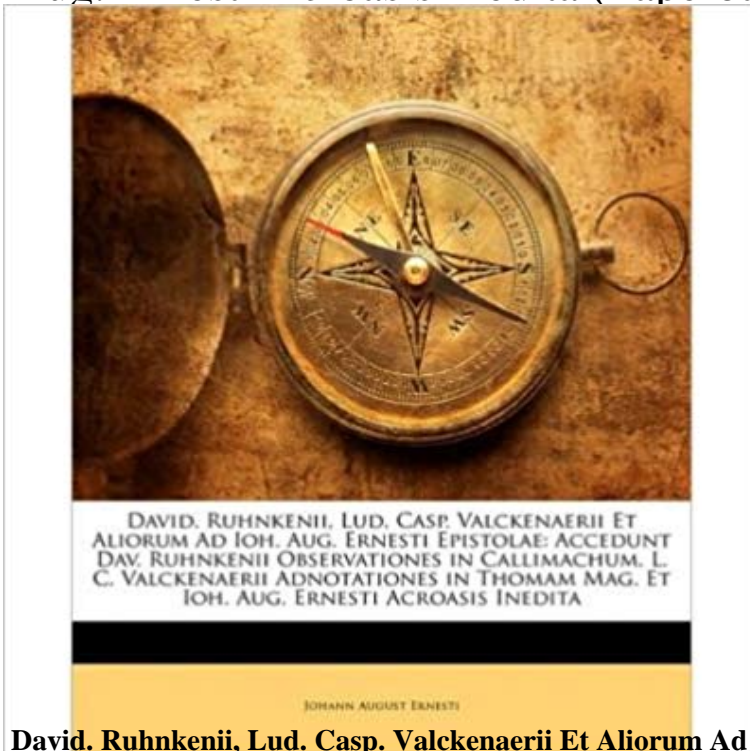 E
NE SE
N S
W
DAVID. RUHNKENII, LUD. CASP. VALCKENAERII ET
ALIORUM AD IOH. AUG. ERNESTI EPISTOLAE: ACCEDUNT
DAV. RUHNKENII OBSERVATIONES IN CALLIMACHUM. L.
C. VALCKENAERII ADNOTATIONES IN THOMAM MAG. ET
IOH. AUG. ERNESTI ACROASIS INEDITA
JOHANN AUGUST ERNESTI
David. Ruhnkenii, Lud. Casp. Valckenaerii Et Aliorum Ad